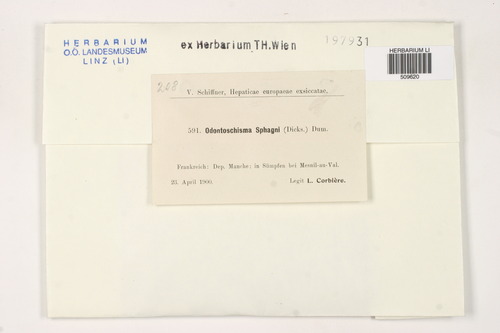 HERBARIUM
O.Ö. LANDESMUSEUM
LINZ (LI)
ex Herbarium TH.Wien
197931
HERBARIUM LI
509620
208
V. Schiffner, Hepaticae europaeae exsiccatae.
591. Odontoschisma Sphagni (Dicks.) Dum.
Frankreich: Dep. Manche: in Sümpfen bei Mesnil-au-Val.
23. April 1900. Legit L. Corbière.